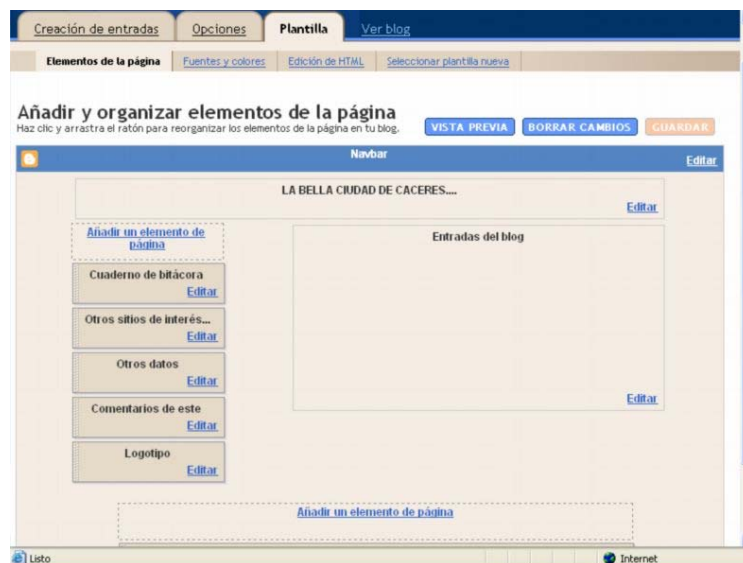 Creación de entradas Opciones Plantilla Ver blog
Elementos de la página Fuentes y colores Edición de HTML Seleccionar plantilla nueva
Añadir y organizar elementos de la página
Haz clic y arrastra el ratón para reorganizar los elementos de la página en tu blog.
VISTA PREVIA BORRAR CAMBIOS GUARDAR
Navbar
Editar
LA BELLA CIUDAD DE CACERES....
Editar
Añadir un elemento de
página
Cuaderno de bitácora
Editar
Otros sitios de interés...
Editar
Otros datos
Editar
Comentarios de este
Editar
Logotipo
Editar
Entradas del blog
Editar
Añadir un elemento de página
Listo Internet